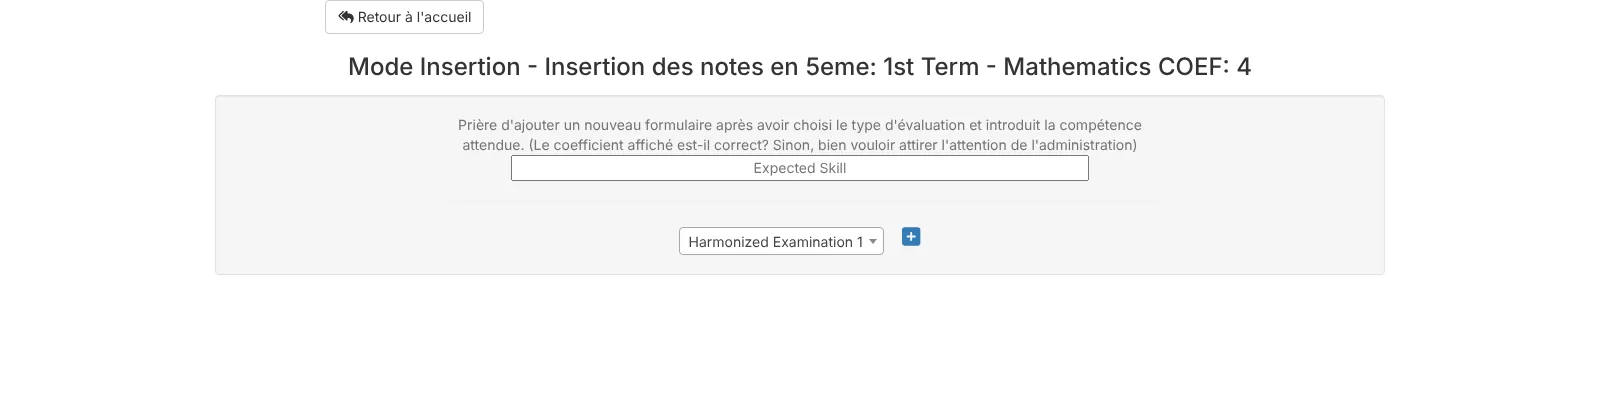 Retour à l'accueil
Mode Insertion - Insertion des notes en 5eme: 1st Term - Mathematics COEF: 4
Prière d'ajouter un nouveau formulaire après avoir choisi le type d'évaluation et introduit la compétence
attendue. (Le coefficient affiché est-il correct? Sinon, bien vouloir attirer l'attention de l'administration)
Expected Skill
Harmonized Examination 1